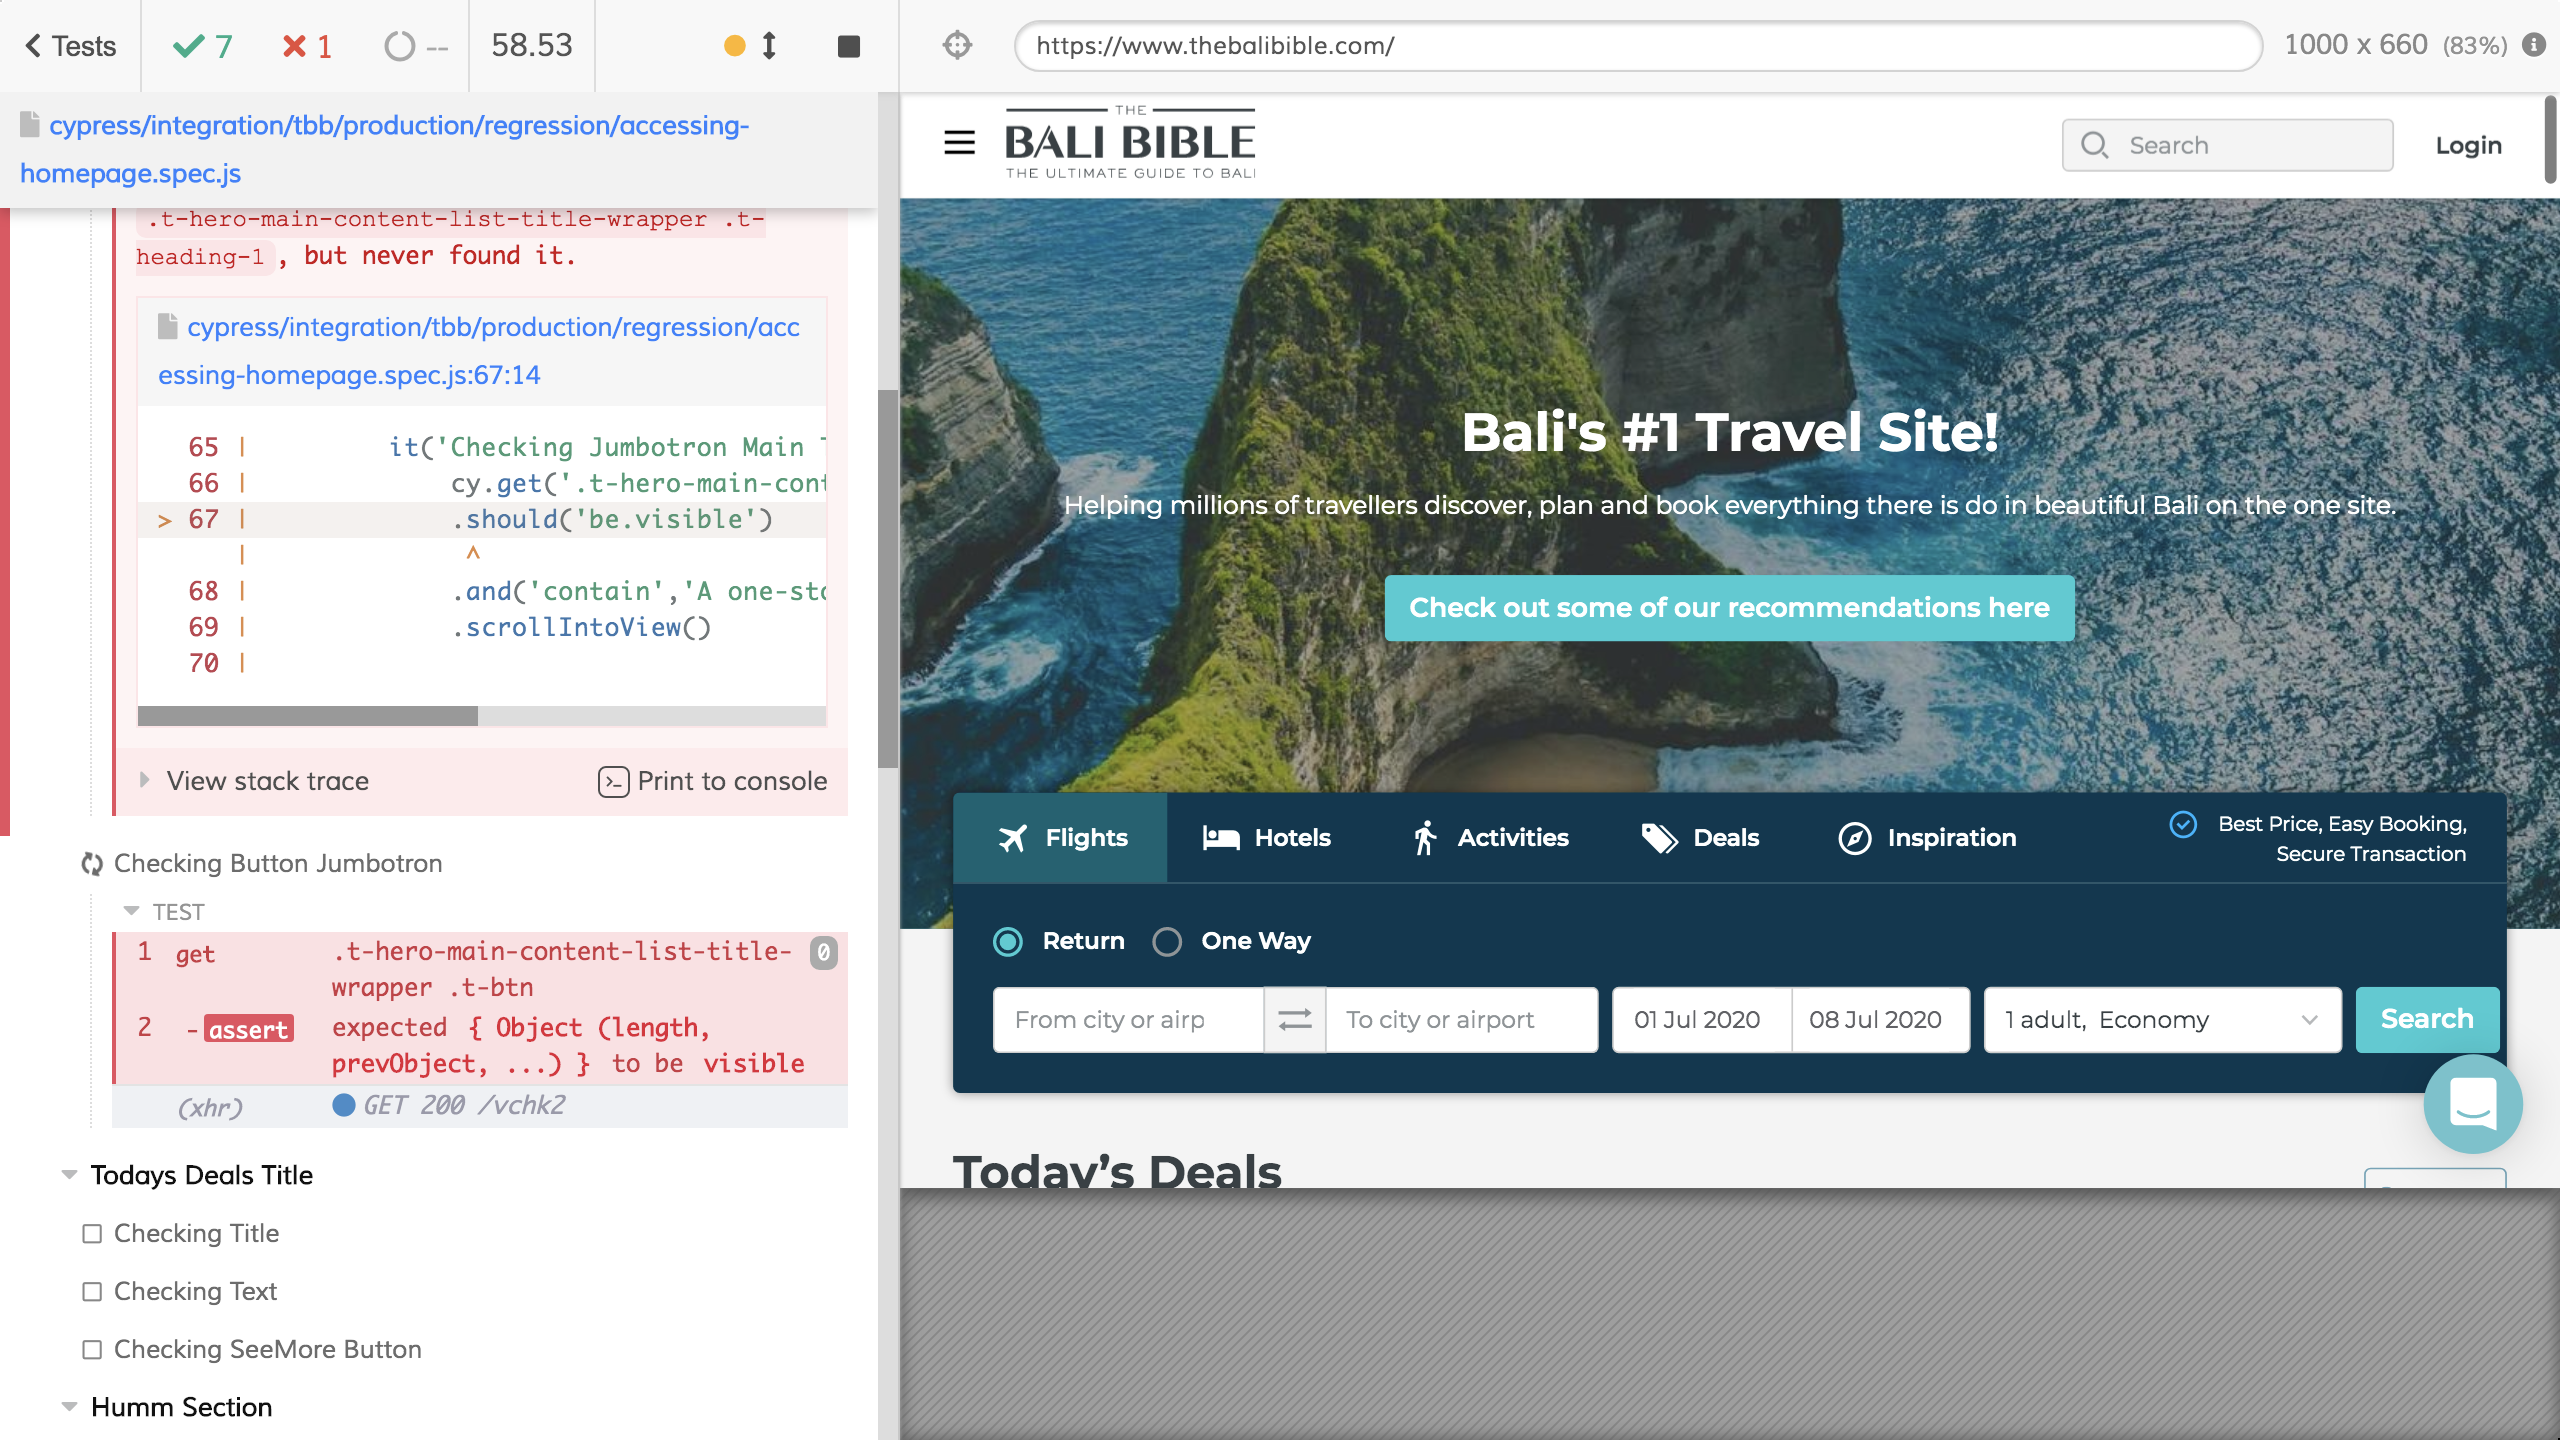 Tests
7
1
--
58.53
https://www.thebalibible.com/
1000 x 660 (83%)
cypress/integration/tbb/production/regression/accessing-
homepage.spec.js
.t-hero-main-content-list-title-wrapper .t-
heading-1 , but never found it.
cypress/integration/tbb/production/regression/acc
essing-homepage.spec.js:67:14
65 | it('Checking Jumbotron Main
66 | cy.get('.t-hero-main-cont
> 67 | .should('be.visible')
| ^
68 | .and('contain','A one-sto
69 | .scrollIntoView()
70 |
View stack trace
Print to console
Checking Button Jumbotron
TEST
1 get .t-hero-main-content-list-title- 0
wrapper .t-btn
2 -assert expected { Object (length,
prevObject, ...) } to be visible
(xhr) GET 200 /vchk2
Todays Deals Title
Checking Title
Checking Text
Checking SeeMore Button
Humm Section
THE
BALI BIBLE
THE ULTIMATE GUIDE TO BALI
Search
Login
Bali's #1 Travel Site!
Helping millions of travellers discover, plan and book everything there is do in beautiful Bali on the one site.
Check out some of our recommendations here
Flights
Hotels
Activities
Deals
Inspiration
Best Price, Easy Booking,
Secure Transaction
Return
One Way
From city or airp
To city or airport
01 Jul 2020
08 Jul 2020
1 adult, Economy
Search
Today's Deals